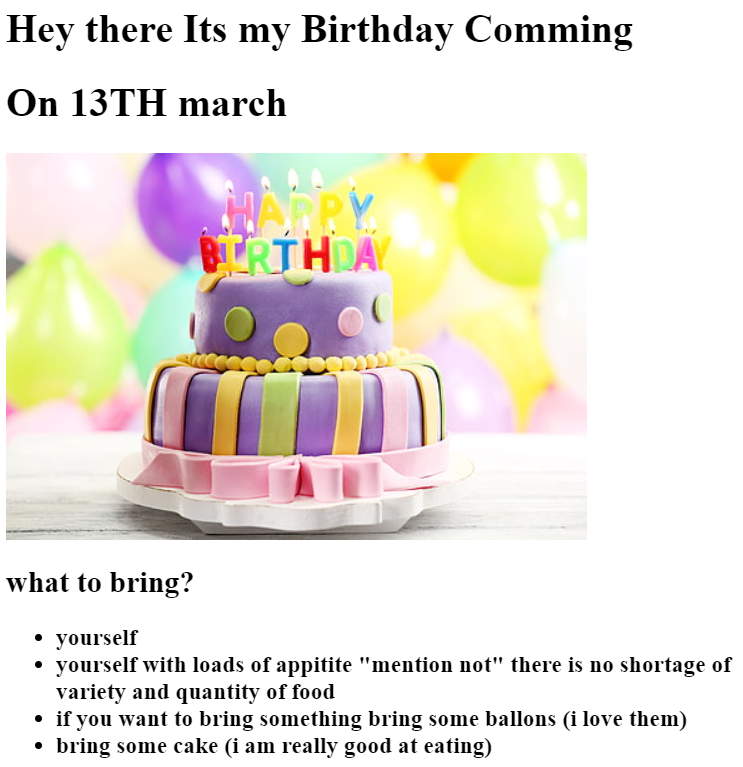 Hey there Its my Birthday Comming
On 13TH march
HAPPY
BIRTHDAY
what to bring?
yourself
yourself with loads of appitite "mention not" there is no shortage of
variety and quantity of food
if you want to bring something bring some ballons (i love them)
bring some cake (i am really good at eating)